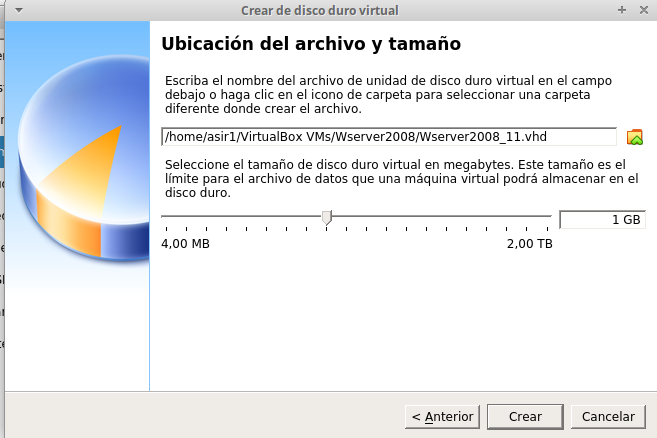 Crear de disco duro virtual
Ubicación del archivo y tamaño
Escriba el nombre del archivo de unidad de disco duro virtual en el campo
debajo o haga clic en el icono de carpeta para seleccionar una carpeta
diferente donde crear el archivo.
/home/asir1/VirtualBox VMs/Wserver2008/Wserver2008_11.vhd
Seleccione el tamaño de disco duro virtual en megabytes. Este tamaño es el
límite para el archivo de datos que una máquina virtual podrá almacenar en el
disco duro.
1 GB
4,00 MB 2,00 TB
< Anterior Crear Cancelar